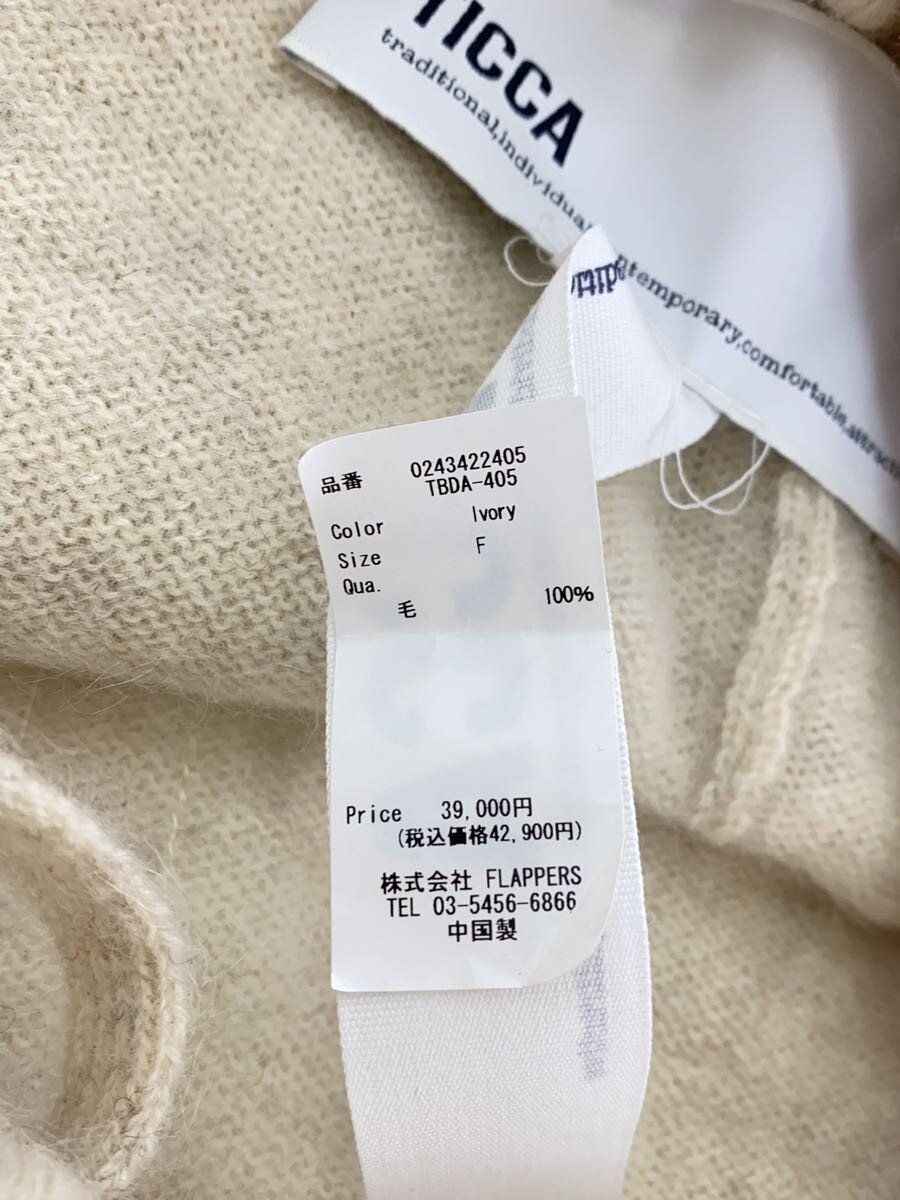 TICCA
traditional,individual
ntemporary,comfortable,attracti
品番 0243422405
TBDA-405
Color Ivory
Size F
Qua.
毛 100%
Price 39,000円
(税込価格42,900円)
株式会社 FLAPPERS
TEL 03-5456-6866
中国製